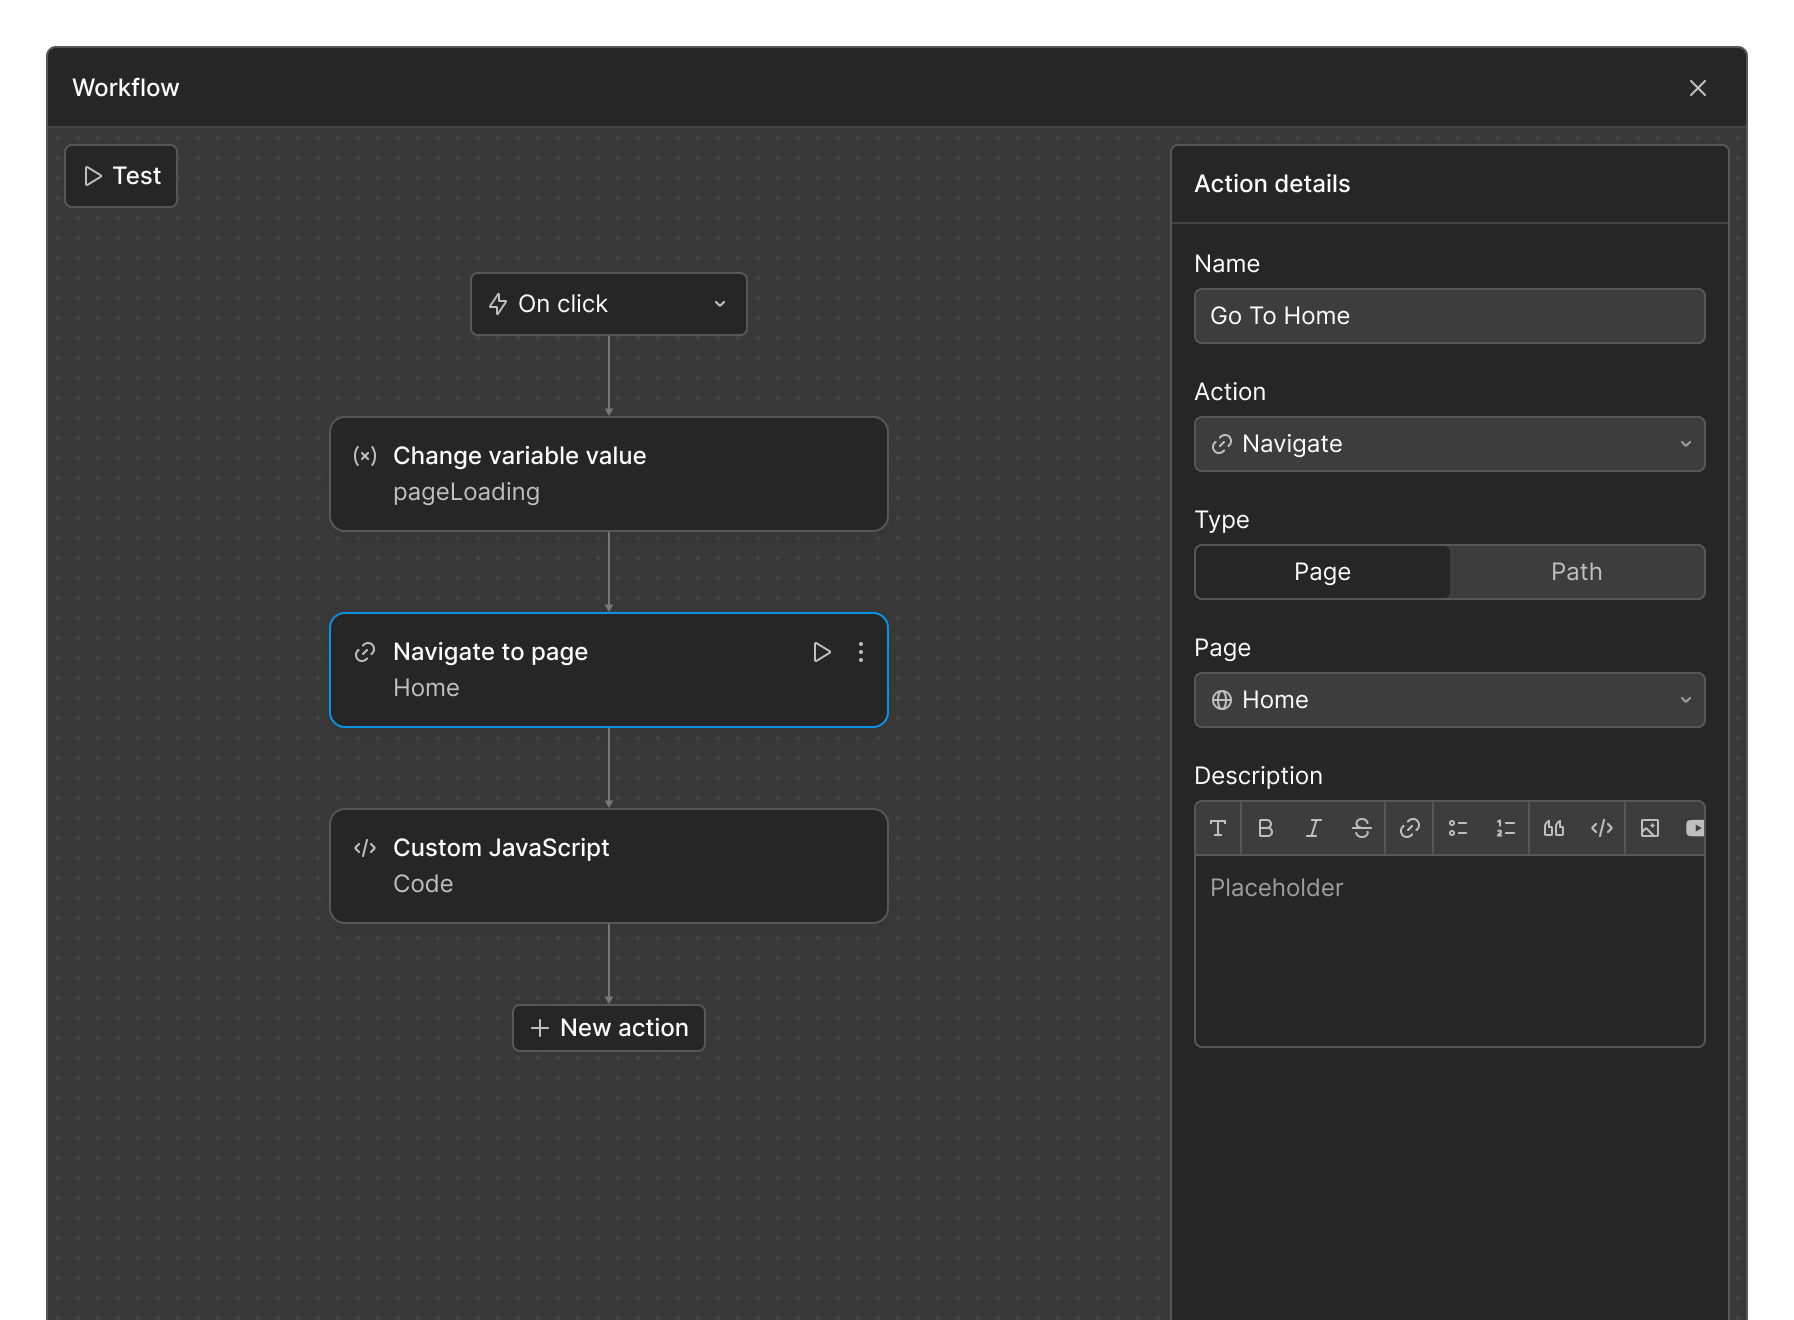 Workflow
Test
On click
Change variable value
pageLoading
Navigate to page
Home
Custom JavaScript
Code
New action
Action details
Name
Go To Home
Action
Navigate
Type
Page Path
Page
Home
Description
Placeholder